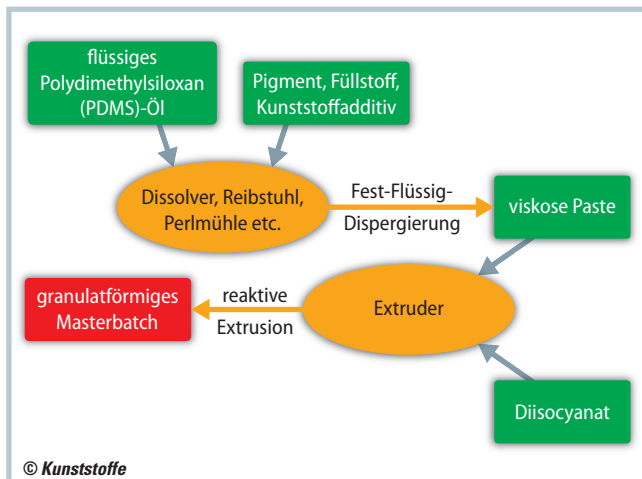 flüssiges
Polydimethylsiloxan
(PDMS)-Öl
Pigment, Füllstoff,
Kunststoffadditiv
Dissolver, Reibstuhl,
Perlmühle etc.
Fest-Flüssig-
Dispergierung
viskose Paste
granulatförmiges
Masterbatch
reaktive
Extrusion
Extruder
Diisocyanat
© Kunststoffe